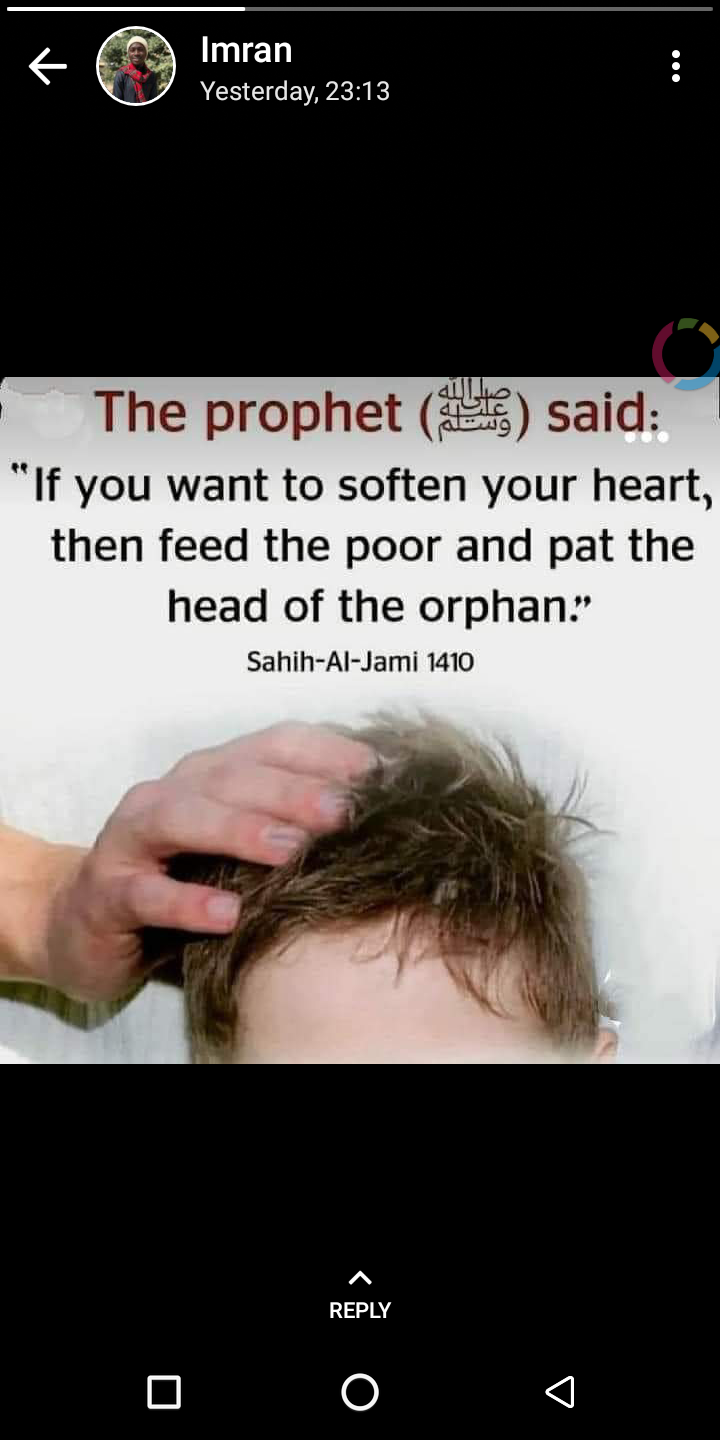 Imran
Yesterday, 23:13
The prophet (ﷺ) said:
"If you want to soften your heart,
then feed the poor and pat the
head of the orphan.”
Sahih-Al-Jami 1410
REPLY